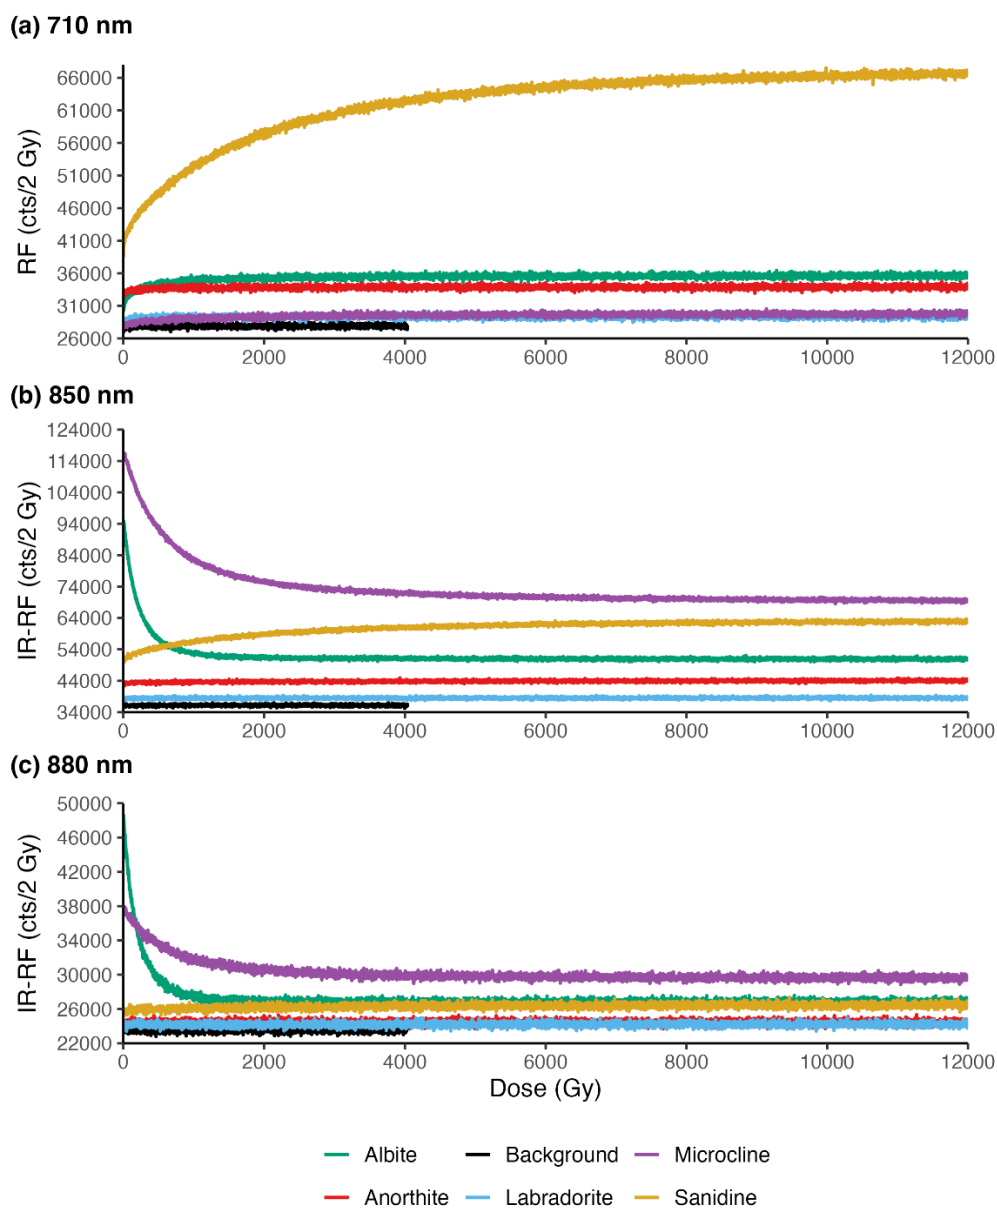 (a) 710 nm
RF (cts/2 Gy)
66000
61000
56000
51000
46000
41000
36000
31000
26000
0 2000 4000 6000 8000 10000 12000
(b) 850 nm
IR-RF (cts/2 Gy)
124000
114000
104000
94000
84000
74000
64000
54000
44000
34000
0 2000 4000 6000 8000 10000 12000
(c) 880 nm
IR-RF (cts/2 Gy)
50000
46000
42000
38000
34000
30000
26000
22000
0 2000 4000 6000 8000 10000 12000
Dose (Gy)
Albite Background Microcline
Anorthite Labradorite Sanidine